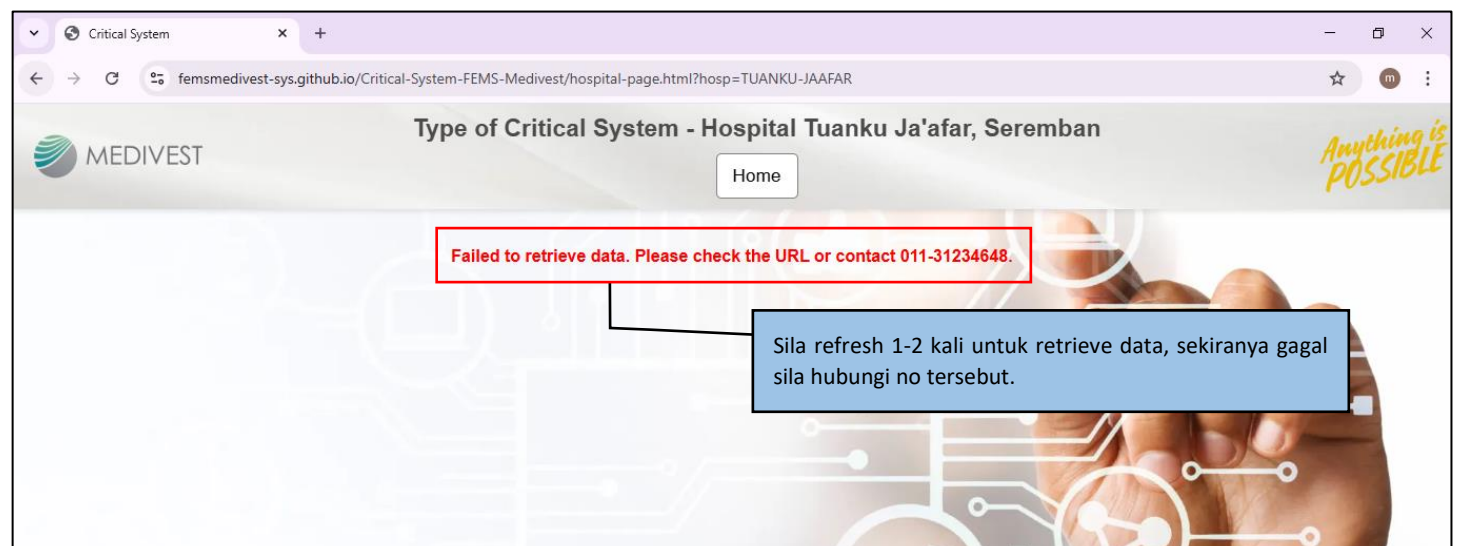 Critical System
femsmedivest-sys.github.io/Critical-System-FEMS-Medivest/hospital-page.html?hosp=TUANKU-JAAFAR
m
MEDIVEST
Type of Critical System - Hospital Tuanku Ja'afar, Seremban
Home
Anything is
POSSIBLE
Failed to retrieve data. Please check the URL or contact 011-31234648.
Sila refresh 1-2 kali untuk retrieve data, sekiranya gagal
sila hubungi no tersebut.